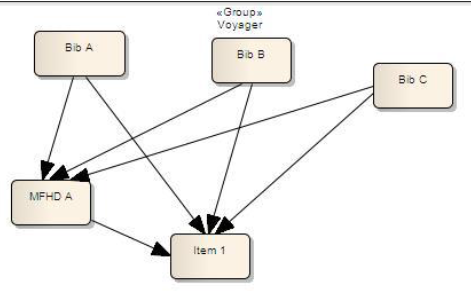 «Group»
Voyager
Bib A
Bib B
Bib C
MFHD A
Item 1